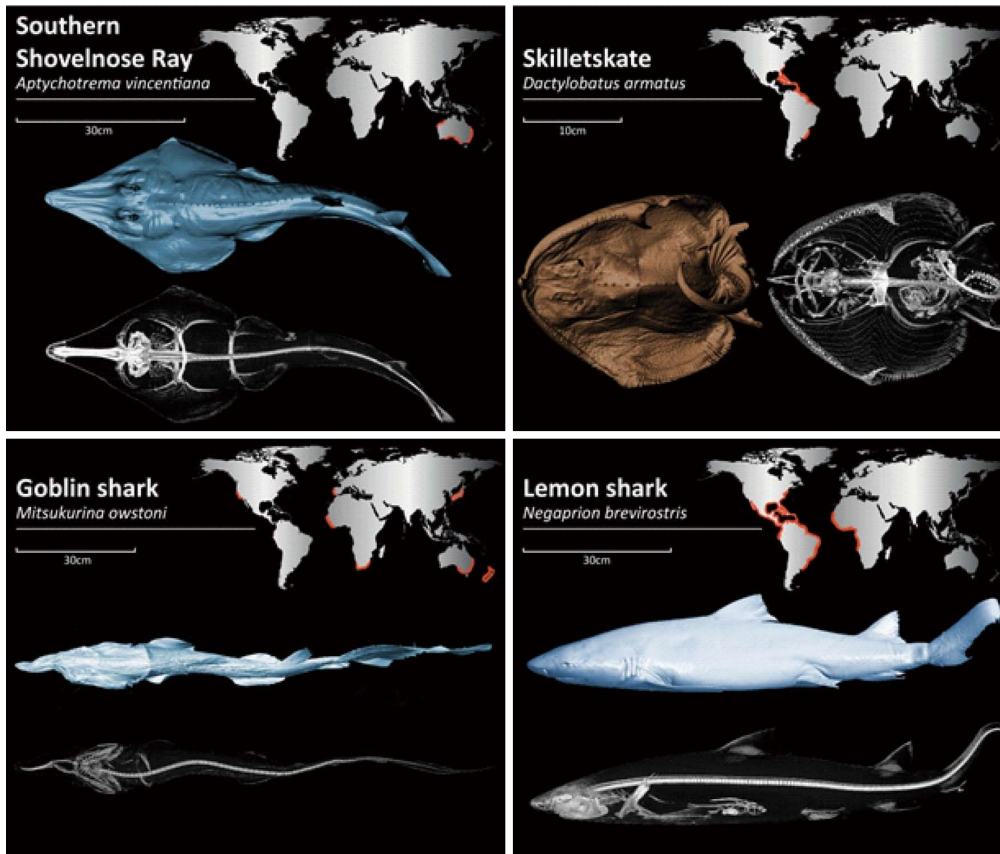 Southern
Shovelnose Ray
Aptychotrema vincentiana
30cm
Skilletskate
Dactylobatus armatus
10cm
Goblin shark
Mitsukurina owstoni
30cm
Lemon shark
Negaprion brevirostris
30cm